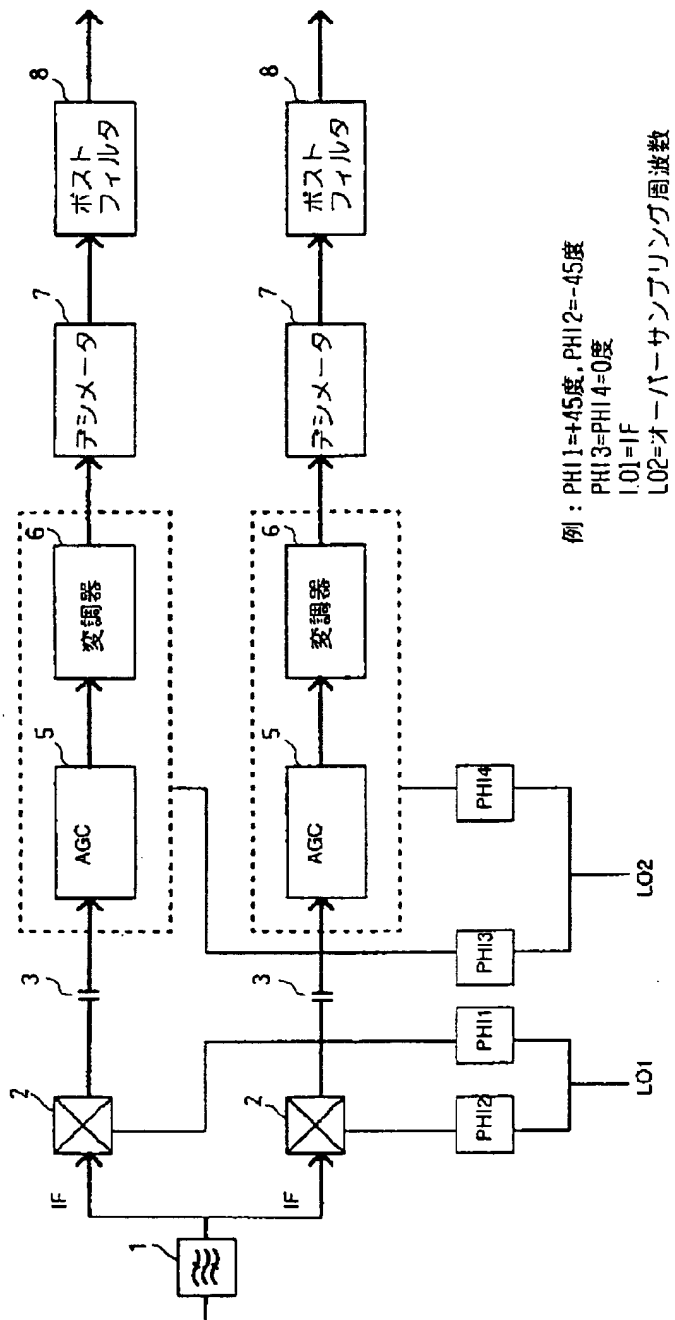 1
IF
IF
2
2
3
3
AGC
5
変調器
6
デシメータ
7
ポスト
フィルタ
8
AGC
5
変調器
6
デシメータ
7
ポスト
フィルタ
8
PHI2
PHI1
PHI3
PHI4
LO1
LO2
例：PHI1=+45度, PHI2=-45度
PHI3=PHI4=0度
LO1=IF
LO2=オーバーサンプリング周波数